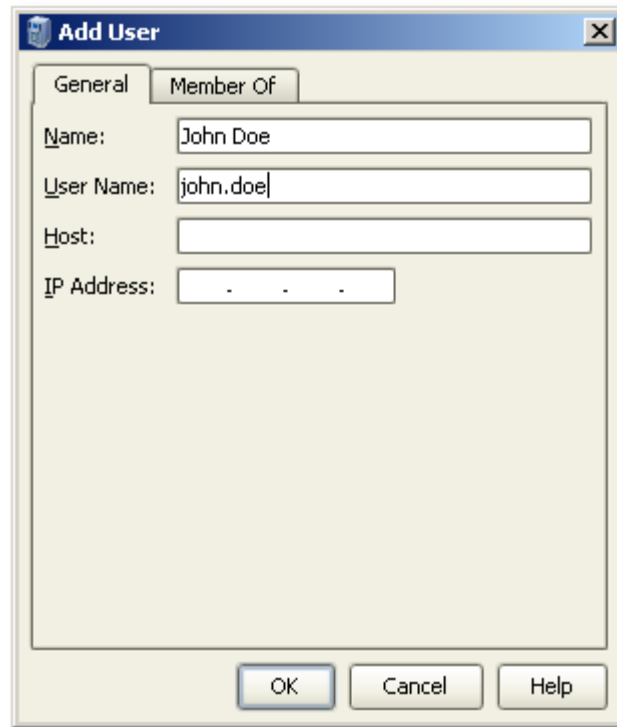 Add User
General Member Of
Name: John Doe
User Name: john.doe
Host:
IP Address: . . .
OK Cancel Help